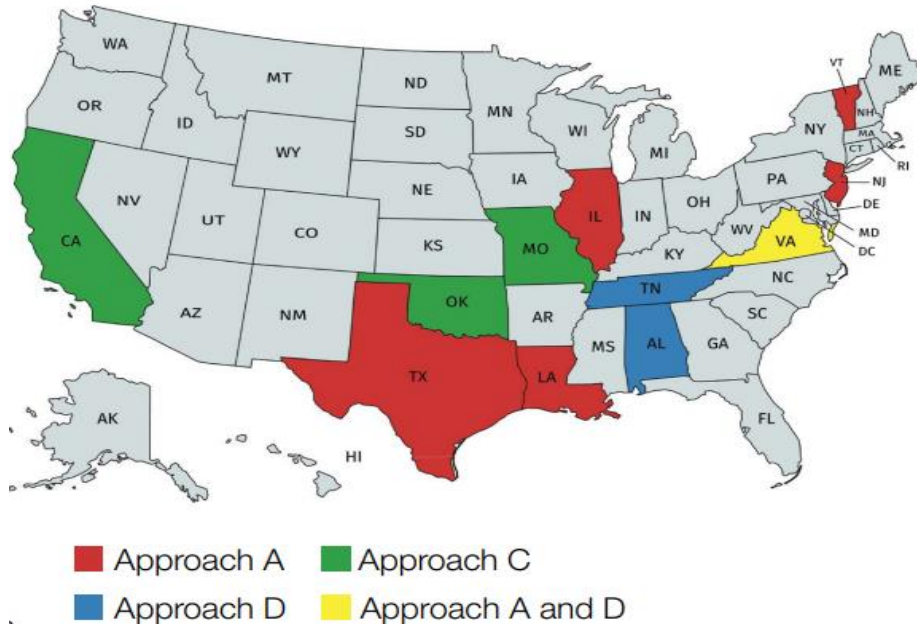 WA
MT
ND
MN
VT
ME
OR
ID
SD
WI
MI
NY
NH
MA
CT
RI
WY
IA
PA
NJ
NE
NV
UT
CO
IL
IN
OH
DE
MD
DC
WV
VA
CA
KS
MO
KY
NC
TN
AZ
NM
OK
AR
SC
MS
AL
GA
TX
LA
FL
AK
HI
Approach A
Approach C
Approach D
Approach A and D